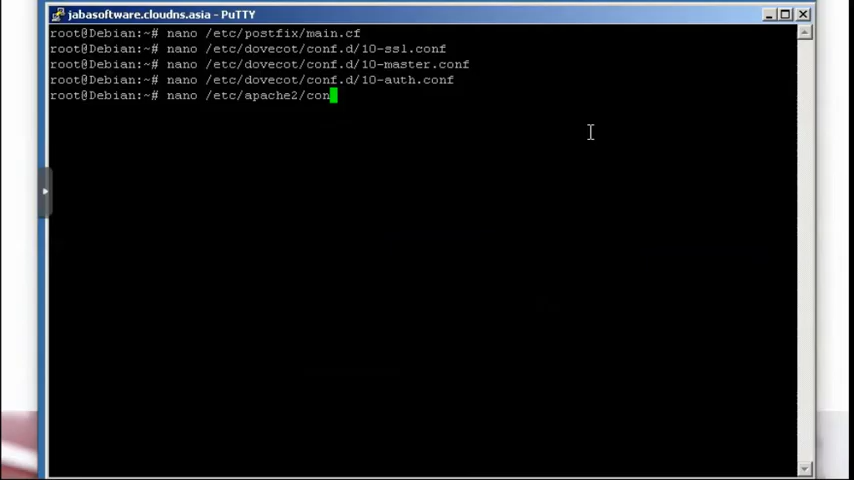 jabasoftware.cloudns.asia - PuTTY
root@Debian:~# nano /etc/postfix/main.cf
root@Debian:~# nano /etc/dovecot/conf.d/10-ssl.conf
root@Debian:~# nano /etc/dovecot/conf.d/10-master.conf
root@Debian:~# nano /etc/dovecot/conf.d/10-auth.conf
root@Debian:~# nano /etc/apache2/con